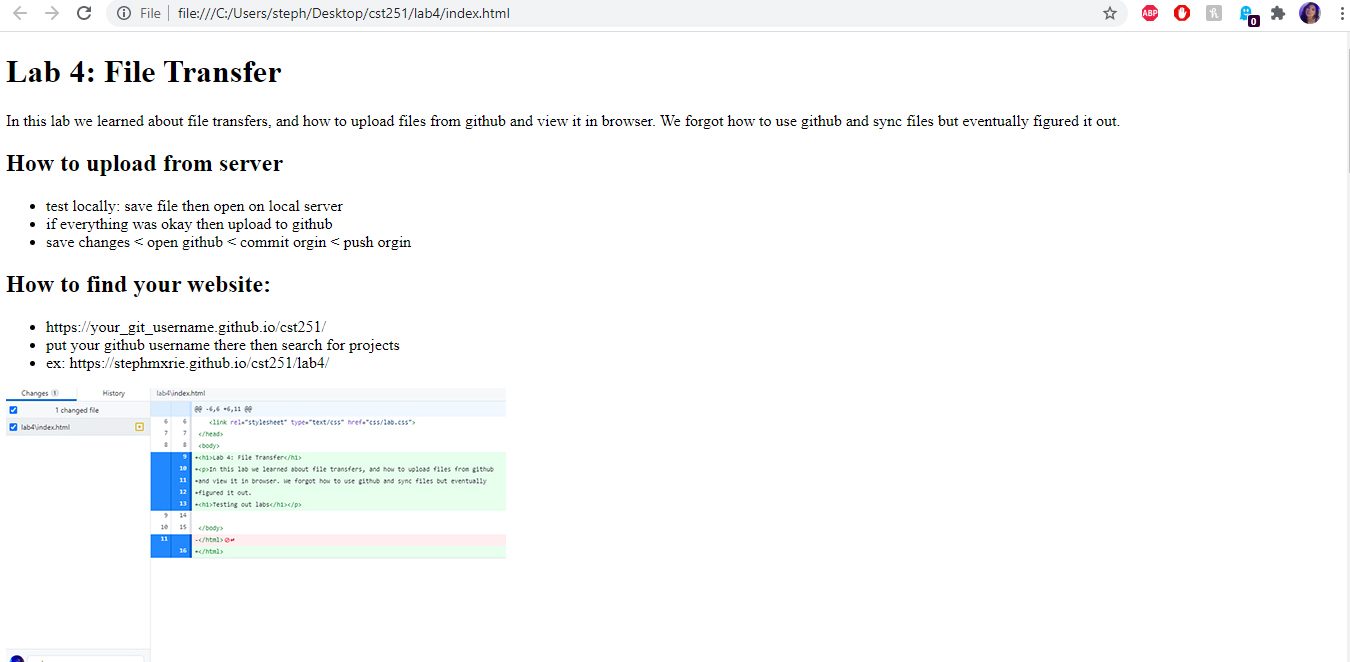 File
file:///C:/Users/steph/Desktop/cst251/lab4/index.html
ABP
0
Lab 4: File Transfer
In this lab we learned about file transfers, and how to upload files from github and view it in browser. We forgot how to use github and sync files but eventually figured it out.
How to upload from server
test locally: save file then open on local server
if everything was okay then upload to github
save changes < open github < commit orgin < push orgin
How to find your website:
https://your_git_username.github.io/cst251/
put your github username there then search for projects
ex: https://stephmxrie.github.io/cst251/lab4/
Changes 1 History lab4\index.html
1 changed file @@ -6,6 +6,11 @@
lab4\index.html
6 6 <link rel="stylesheet" type="text/css" href="css/lab.css">
7 7 </head>
8 8 <body>
9 +<h1>Lab 4: File Transfer</h1>
10 +<p>In this lab we learned about file transfers, and how to upload files from github
11 +and view it in browser. We forgot how to use github and sync files but eventually
12 +figured it out.
13 +<h1>Testing out labs</h1></p>
9 14
10 15 </body>
11 -</html>
16 +</html>